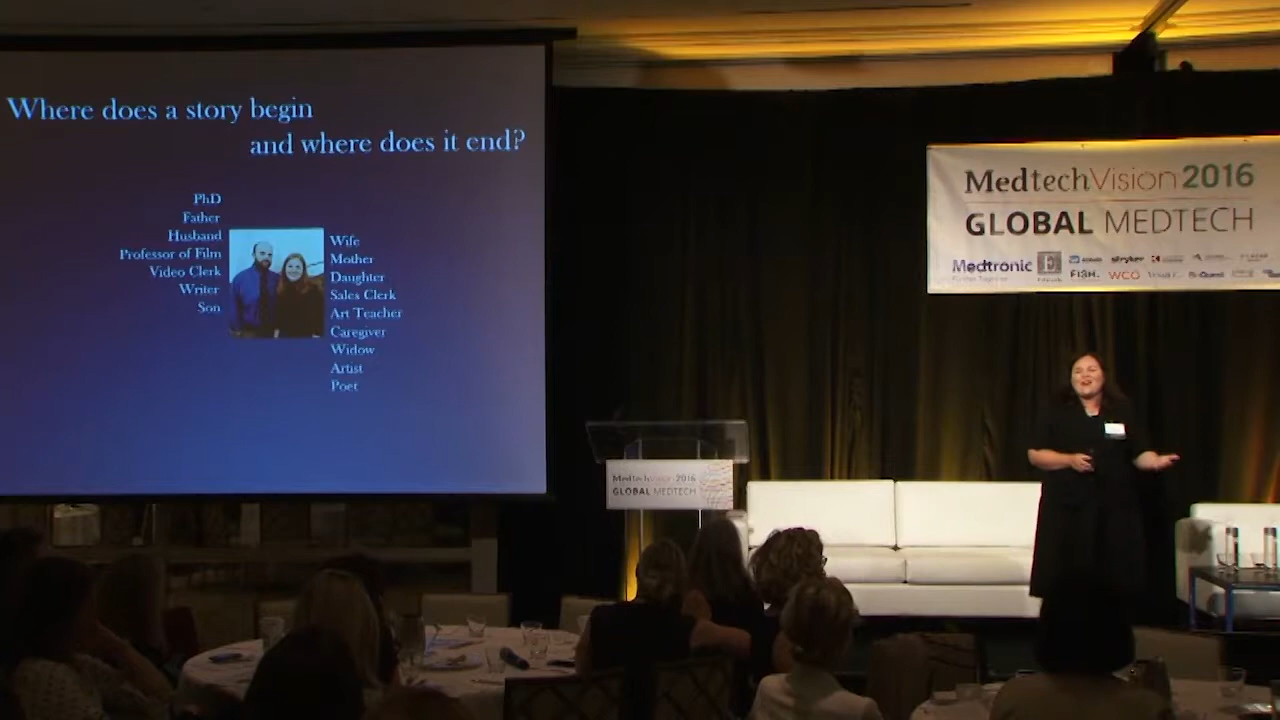 Where does a story begin
and where does it end?
PhD
Father
Husband
Professor of Film
Video Clerk
Writer
Son
Wife
Mother
Daughter
Sales Clerk
Art Teacher
Caregiver
Widow
Artist
Poet
MedtechVision 2016
GLOBAL MEDTECH
Medtronic
stryker
FISH.
WCG
MedtechVision 2016
GLOBAL MEDTECH